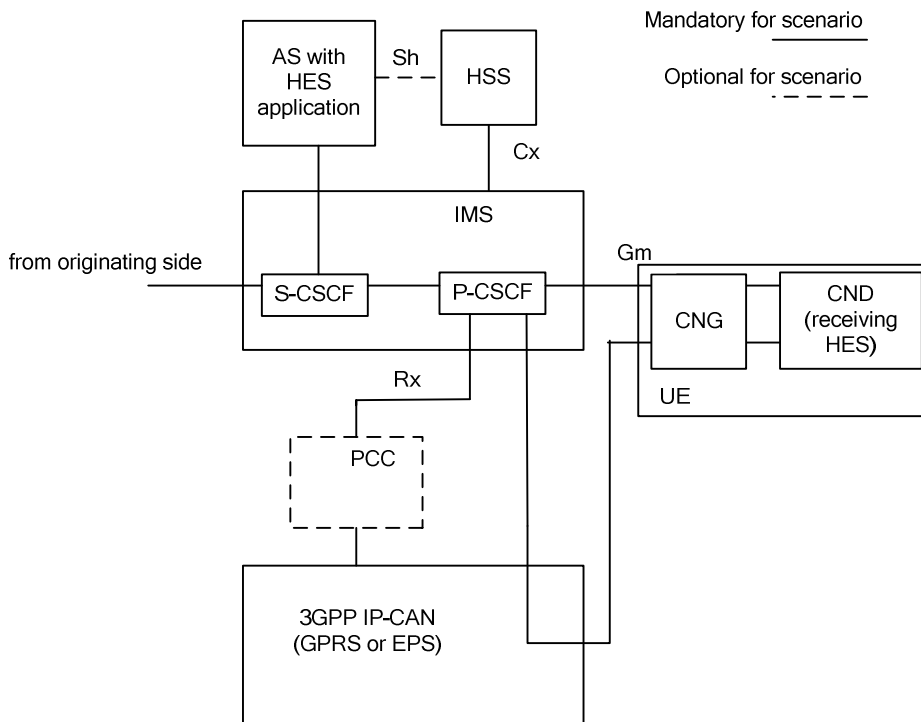 Mandatory for scenario
Optional for scenario
AS with
HES
application
Sh
HSS
Cx
IMS
from originating side
S-CSCF
P-CSCF
Gm
CNG
CND
(receiving
HES)
UE
Rx
PCC
3GPP IP-CAN
(GPRS or EPS)